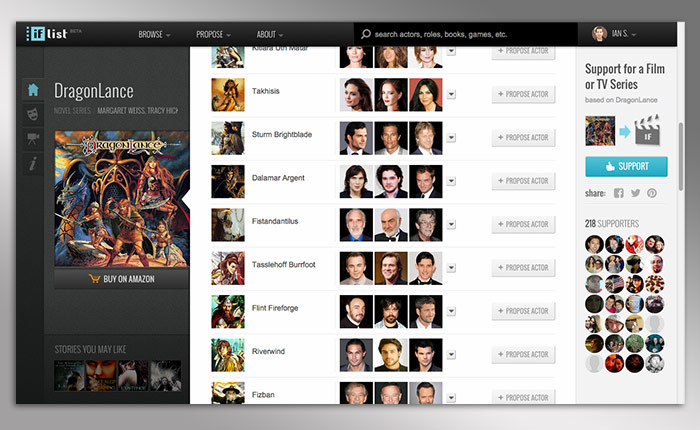 if list BETA
BROWSE
PROPOSE
ABOUT
search actors, roles, books, games, etc.
IAN S.
DragonLance
NOVEL SERIES
MARGARET WEISS, TRACY HICK
DRAGONLANCE
BUY ON AMAZON
STORIES YOU MAY LIKE
Kitiara Uth Matar
+ PROPOSE ACTOR
Takhisis
+ PROPOSE ACTOR
Sturm Brightblade
+ PROPOSE ACTOR
Dalamar Argent
+ PROPOSE ACTOR
Fistandantilus
+ PROPOSE ACTOR
Tasslehoff Burrfoot
+ PROPOSE ACTOR
Flint Fireforge
+ PROPOSE ACTOR
Riverwind
+ PROPOSE ACTOR
Fizban
+ PROPOSE ACTOR
Support for a Film
or TV Series
based on DragonLance
IF
SUPPORT
share:
218 SUPPORTERS